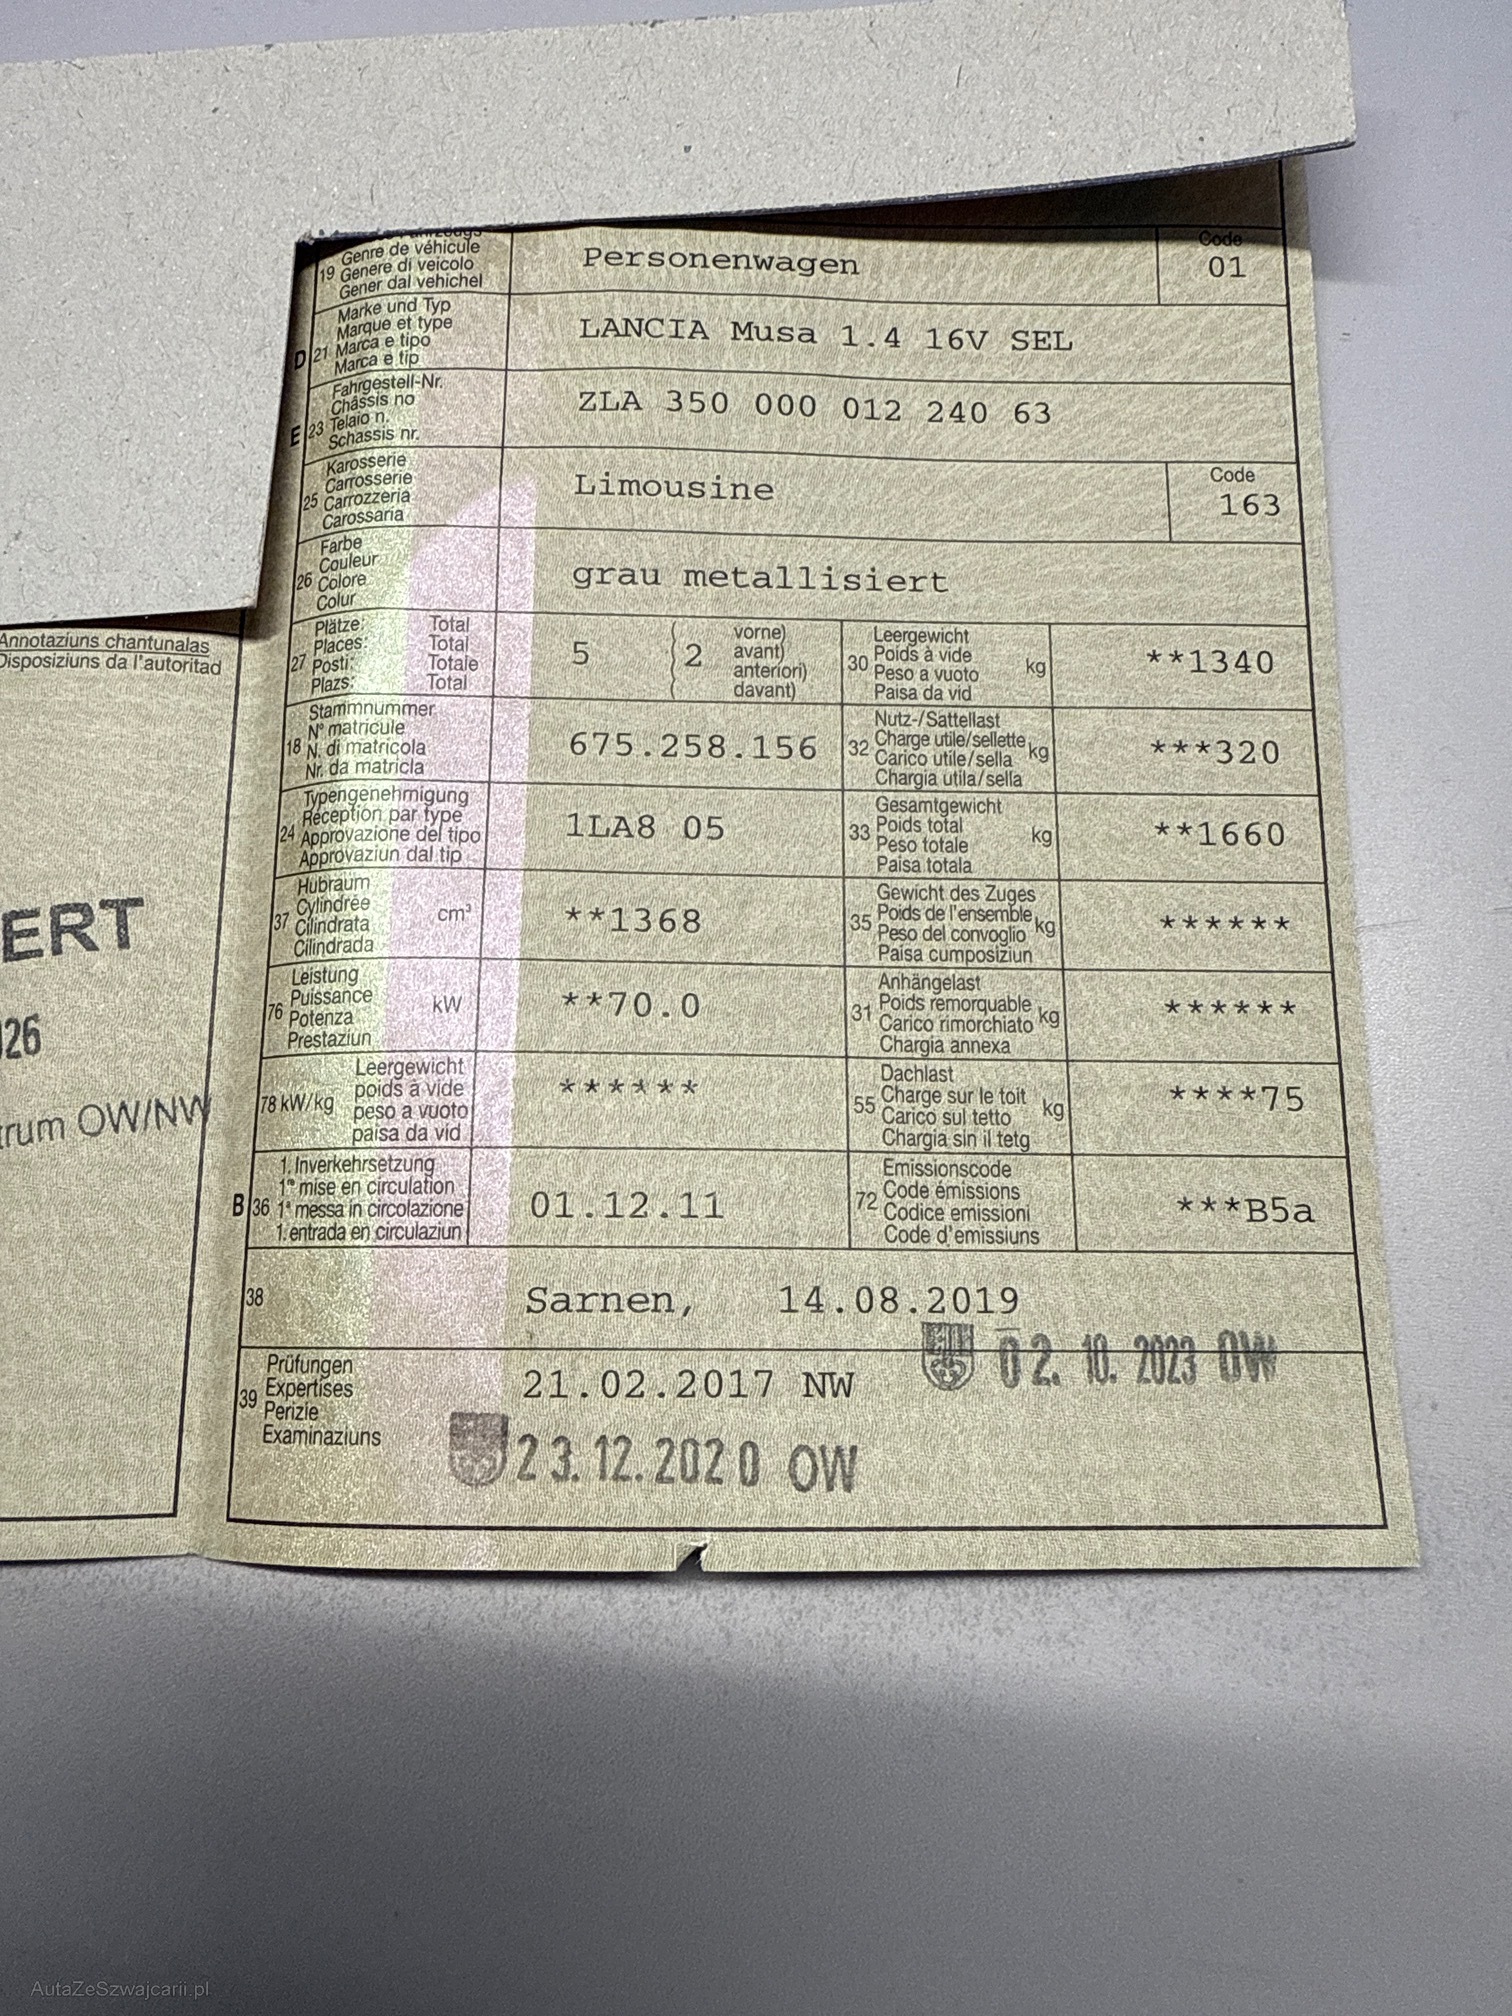 Annotaziuns chantunalas
Disposiziuns da l'autoritad
ERT
026
trum OW/NW
19 Genre de véhicule
Genere di veicolo
Gener dal vehichel
Personenwagen
Code
01
D 21 Marke und Typ
Marque et type
Marca e tipo
Marca e tip
LANCIA Musa 1.4 16V SEL
E 23 Fahrgestell-Nr.
Châssis no
Telaio n.
Schassis nr.
ZLA 350 000 012 240 63
25 Karosserie
Carrosserie
Carrozzeria
Carossaria
Limousine
Code
163
26 Farbe
Couleur
Colore
Colur
grau metallisiert
27 Plätze: Total
Places: Total
Posti: Totale
Plazs: Total
5 2
vorne)
avant)
anteriori)
davant)
30 Leergewicht
Poids à vide
Peso a vuoto
Paisa da vid
kg
**1340
18 Stammnummer
N° matricule
N. di matricola
Nr. da matricla
675.258.156
32 Nutz-/Sattellast
Charge utile/sellette
Carico utile/sella
Chargia utila/sella
kg
***320
24 Typengenehmigung
Réception par type
Approvazione del tipo
Approvaziun dal tip
1LA8 05
33 Gesamtgewicht
Poids total
Peso totale
Paisa totala
kg
**1660
37 Hubraum
Cylindrée
Cilindrata
Cilindrada
cm³
**1368
35 Gewicht des Zuges
Poids de l'ensemble
Peso del convoglio
Paisa cumposiziun
kg
******
76 Leistung
Puissance
Potenza
Prestaziun
kW
**70.0
31 Anhängelast
Poids remorquable
Carico rimorchiato
Chargia annexa
kg
******
78 kW/kg Leergewicht
poids à vide
peso a vuoto
paisa da vid
******
55 Dachlast
Charge sur le toit
Carico sul tetto
Chargia sin il tetg
kg
****75
B 36 1. Inverkehrsetzung
1re mise en circulation
1a messa in circolazione
1. entrada en circulaziun
01.12.11
72 Emissionscode
Code émissions
Codice emissioni
Code d'emissiuns
***B5a
38
Sarnen, 14.08.2019
39 Prüfungen
Expertises
Perizie
Examinaziuns
21.02.2017 NW
02. 10. 2023 OW
23.12.2020 OW
AutaZeSzwajcarii.pl